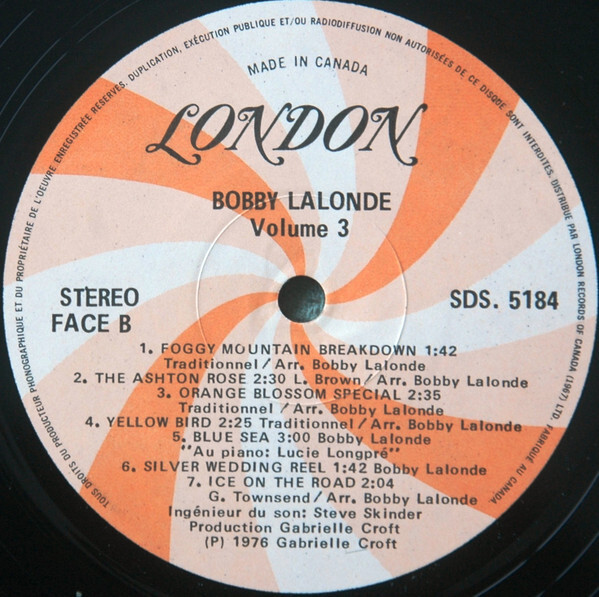 TOUS DROITS DU PRODUCTEUR PHONOGRAPHIQUE ET DU PROPRIÉTAIRE DE L'OEUVRE ENREGISTRÉE RESERVÉS, DUPLICATION, EXÉCUTION PUBLIQUE ET/OU RADIODIFFUSION NON AUTORISÉES DE CE DISQUE SONT INTERDITES. DISTRIBUE PAR LONDON RECORDS OF CANADA (1967) LTD. FABRIQUÉ AU CANADA
MADE IN CANADA
LONDON
BOBBY LALONDE
Volume 3
STEREO
FACE B
SDS. 5184
1. FOGGY MOUNTAIN BREAKDOWN 1:42
Traditionnel/Arr. Bobby Lalonde
2. THE ASHTON ROSE 2:30 L. Brown/Arr. Bobby Lalonde
3. ORANGE BLOSSOM SPECIAL 2:35
Traditionnel/Arr. Bobby Lalonde
4. YELLOW BIRD 2:25 Traditionnel/Arr. Bobby Lalonde
5. BLUE SEA 3:00 Bobby Lalonde
"Au piano: Lucie Longpré"
6. SILVER WEDDING REEL 1:42 Bobby Lalonde
7. ICE ON THE ROAD 2:04
G. Townsend/Arr. Bobby Lalonde
Ingénieur du son: Steve Skinder
Production Gabrielle Croft
(P) 1976 Gabrielle Croft